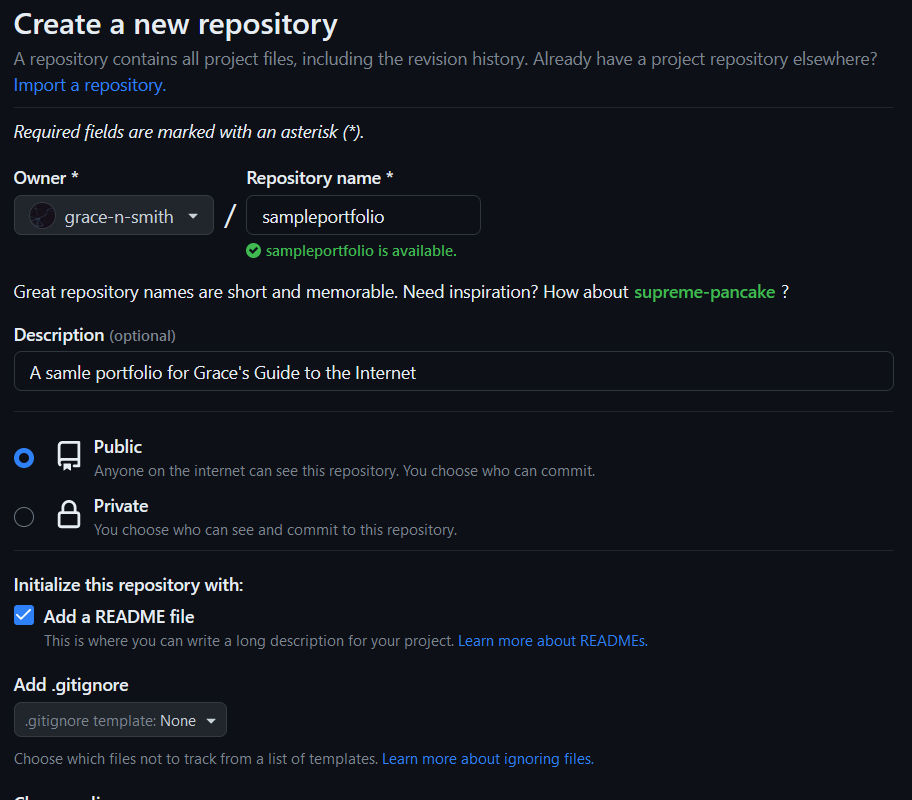 Create a new repository
A repository contains all project files, including the revision history. Already have a project repository elsewhere?
Import a repository.
Required fields are marked with an asterisk (*).
Owner * Repository name *
grace-n-smith / sampleportfolio
sampleportfolio is available.
Great repository names are short and memorable. Need inspiration? How about supreme-pancake ?
Description (optional)
A samle portfolio for Grace's Guide to the Internet
Public
Anyone on the internet can see this repository. You choose who can commit.
Private
You choose who can see and commit to this repository.
Initialize this repository with:
Add a README file
This is where you can write a long description for your project. Learn more about READMEs.
Add .gitignore
.gitignore template: None
Choose which files not to track from a list of templates. Learn more about ignoring files.